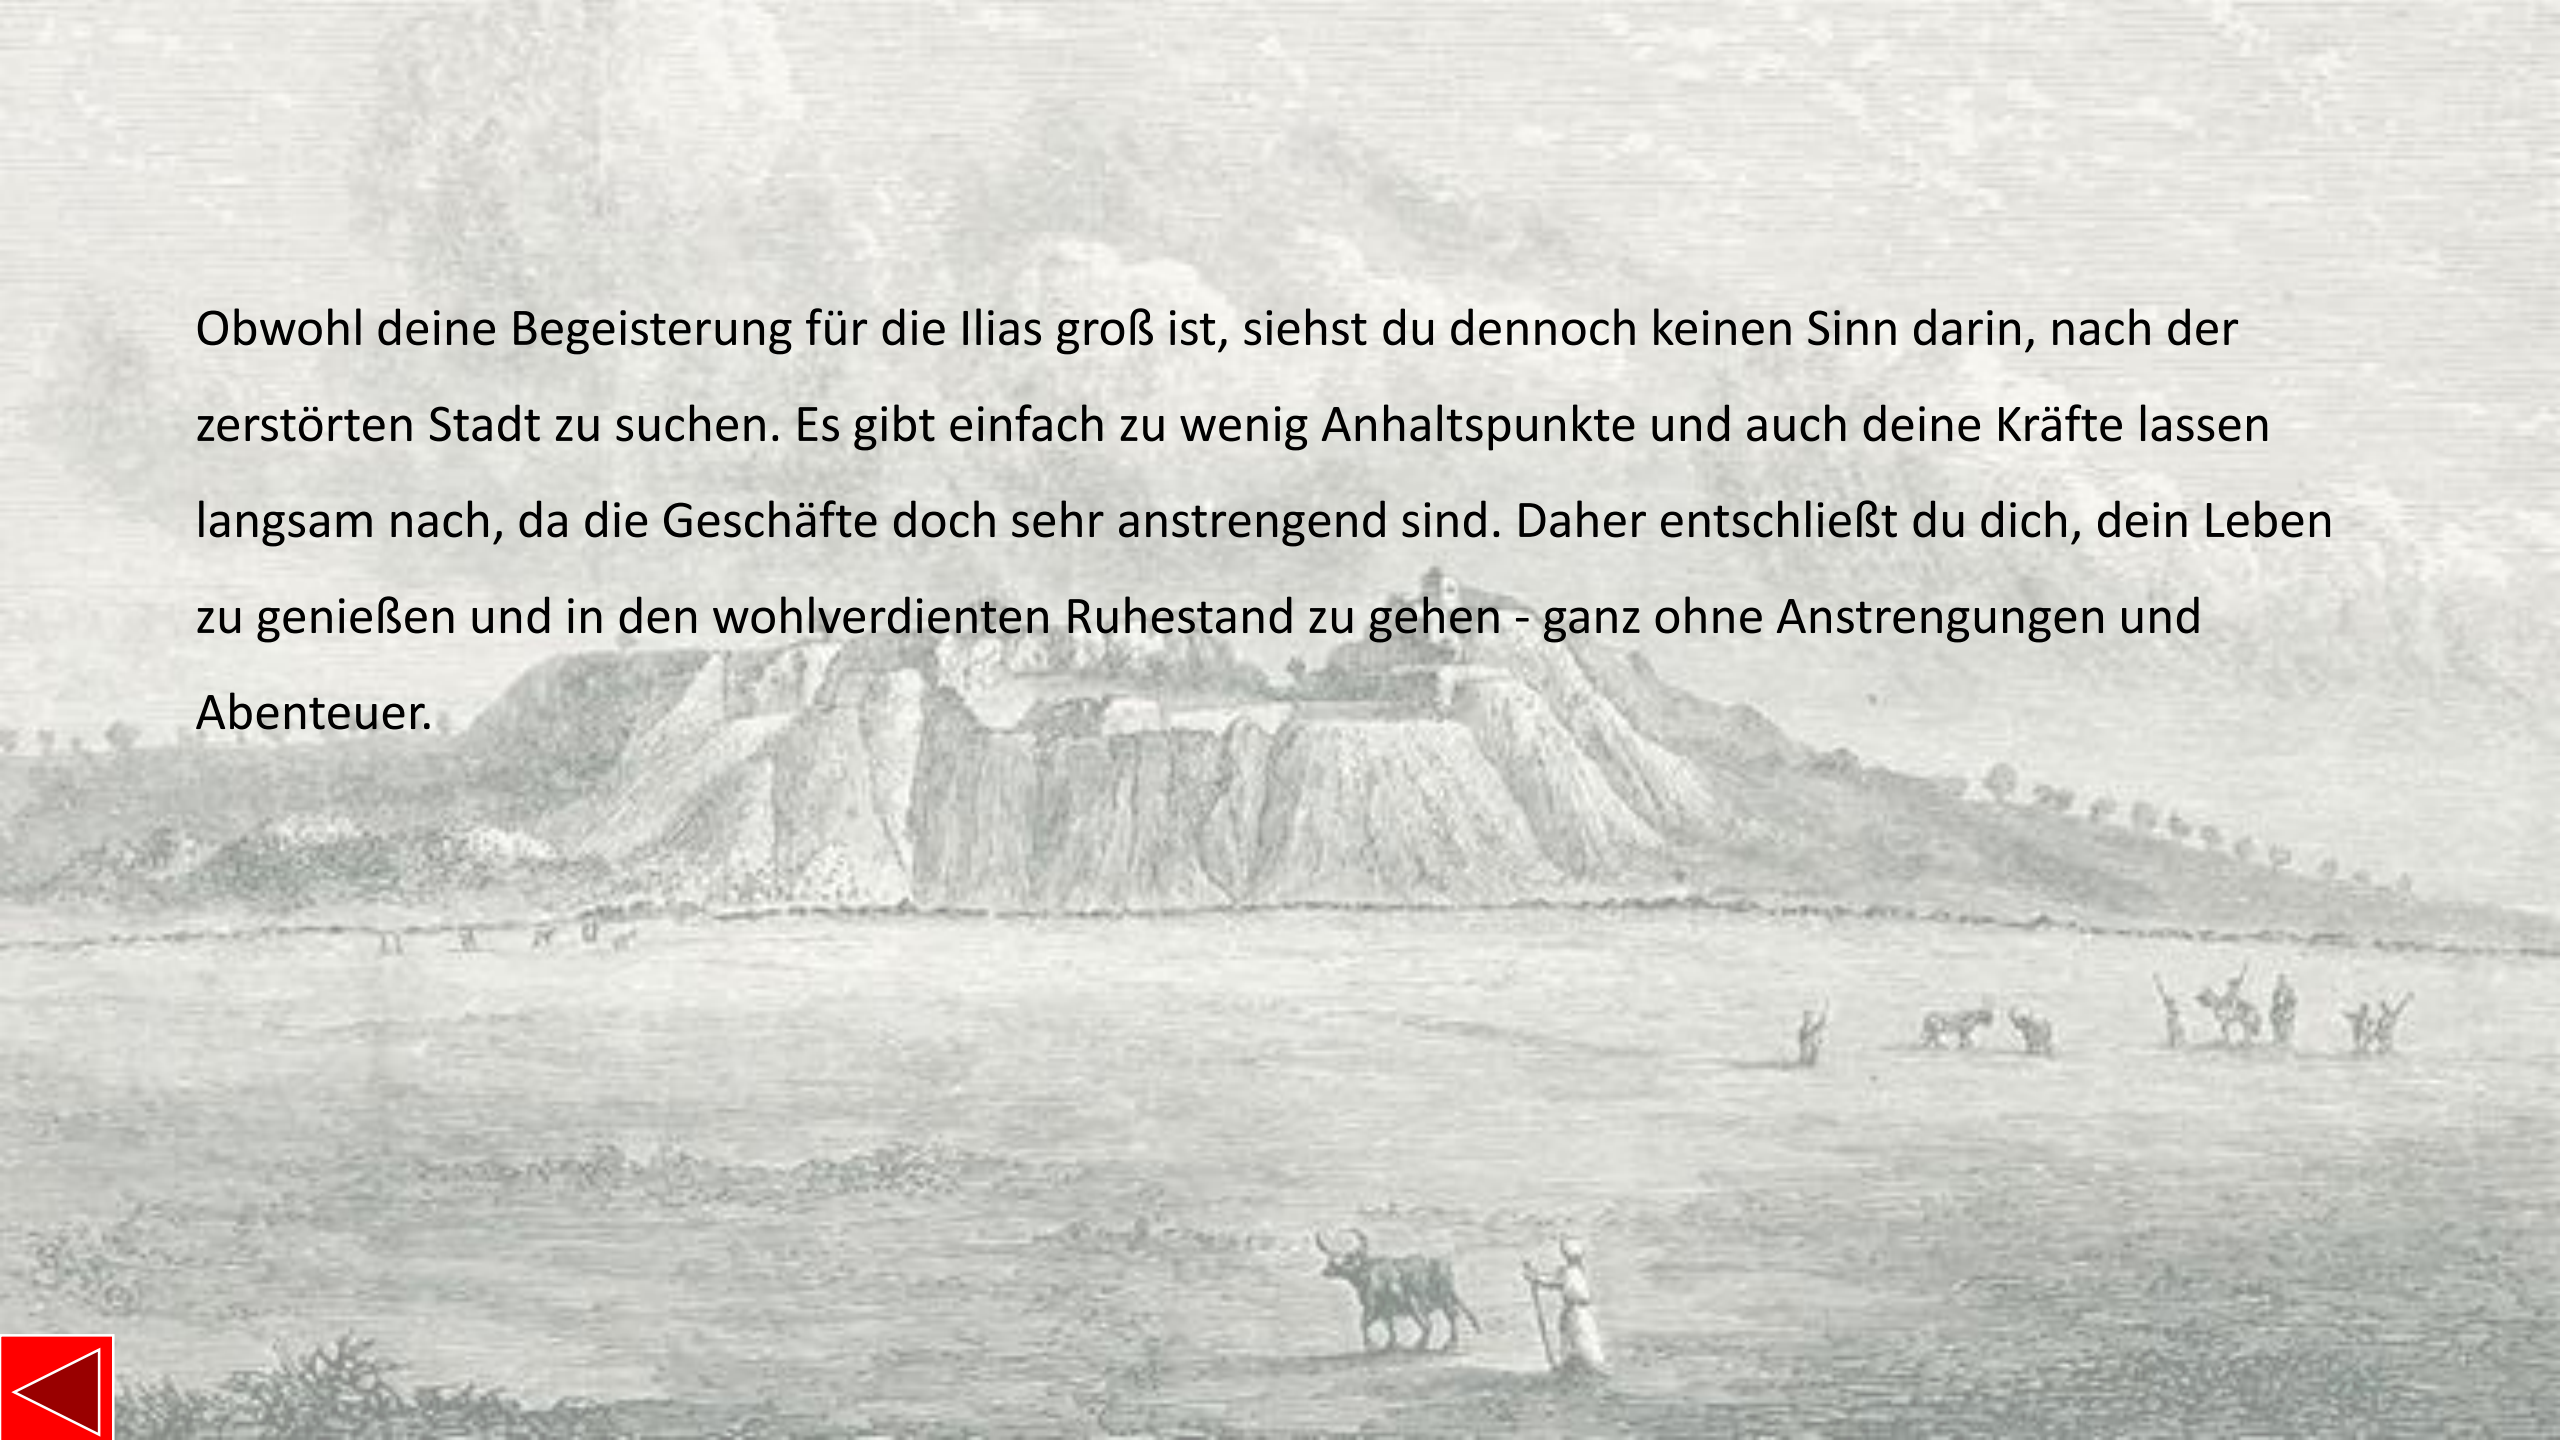 Obwohl deine Begeisterung für die Ilias groß ist, siehst du dennoch keinen Sinn darin, nach der
zerstörten Stadt zu suchen. Es gibt einfach zu wenig Anhaltspunkte und auch deine Kräfte lassen
langsam nach, da die Geschäfte doch sehr anstrengend sind. Daher entschließt du dich, dein Leben
zu genießen und in den wohlverdienten Ruhestand zu gehen - ganz ohne Anstrengungen und
Abenteuer.